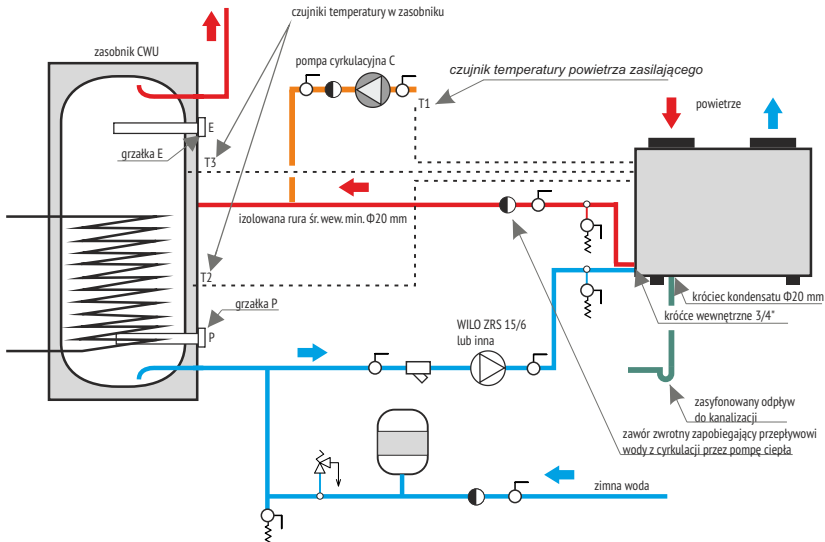 czujniki temperatury w zasobniku
zasobnik CWU
pompa cyrkulacyjna C
czujnik temperatury powietrza zasilającego
T1
powietrze
E
grzałka E
T3
izolowana rura śr. wew. min. Φ20 mm
T2
grzałka P
P
króciec kondensatu Φ20 mm
króćce wewnętrzne 3/4"
WILO ZRS 15/6
lub inna
zasyfonowany odpływ
do kanalizacji
zawór zwrotny zapobiegający przepływowi
wody z cyrkulacji przez pompę ciepła
zimna woda